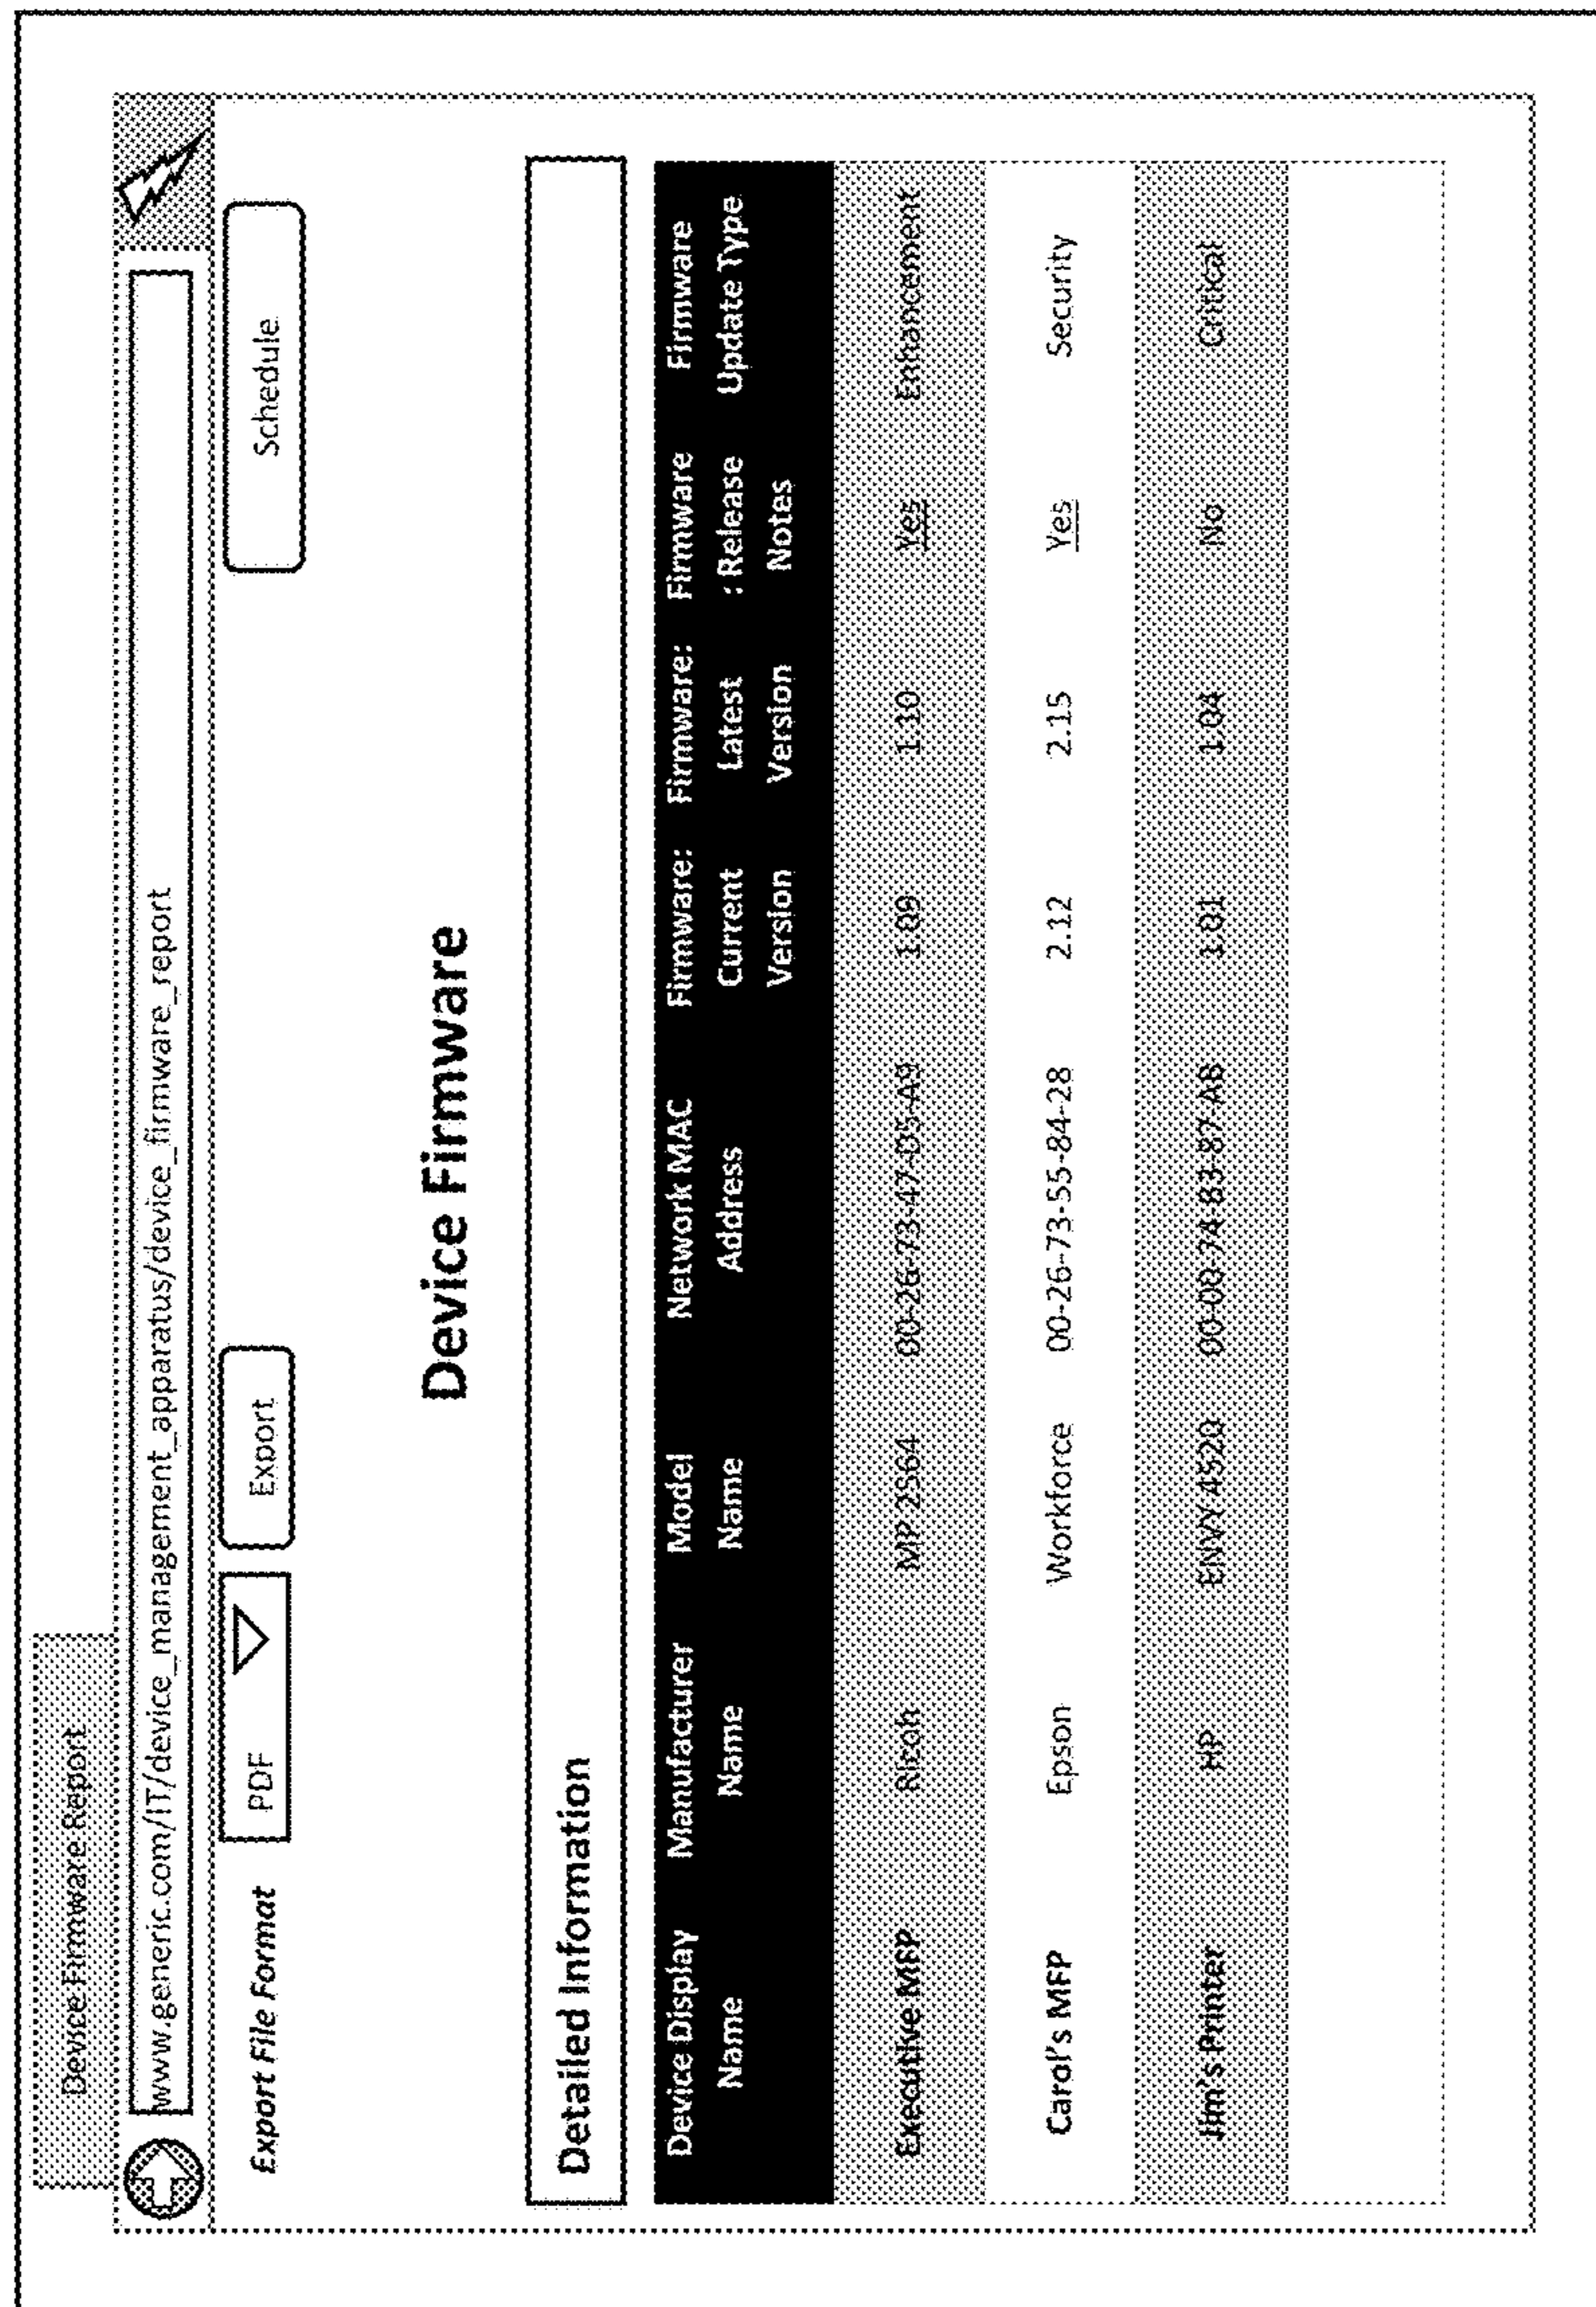 Device Firmware Report
www.generic.com/IT/device_management_apparatus/device_firmware_report
Export File Format PDF Export Schedule
Device Firmware
Detailed Information
Device Display Manufacturer Model Network MAC Firmware: Firmware: Firmware Firmware
Name Name Name Address Current Latest : Release Update Type
Version Version Notes
Executive MFP Ricoh MP 2564 00-26-73-47-D5-A9 1.09 1.10 Yes Enhancement
Carol's MFP Epson Workforce 00-26-73-55-84-28 2.12 2.15 Yes Security
Jim's Printer HP ENVY 4520 00-00-74-83-87-AB 1.01 1.04 No Critical